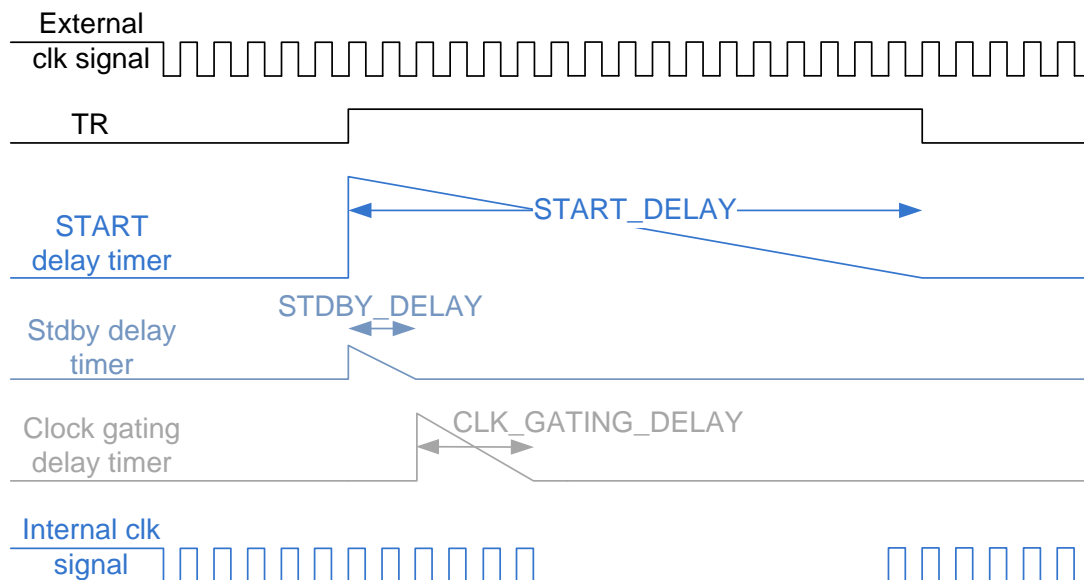 External
clk signal
TR
START_DELAY
START
delay timer
STDBY_DELAY
Stdby delay
timer
CLK_GATING_DELAY
Clock gating
delay timer
Internal clk
signal